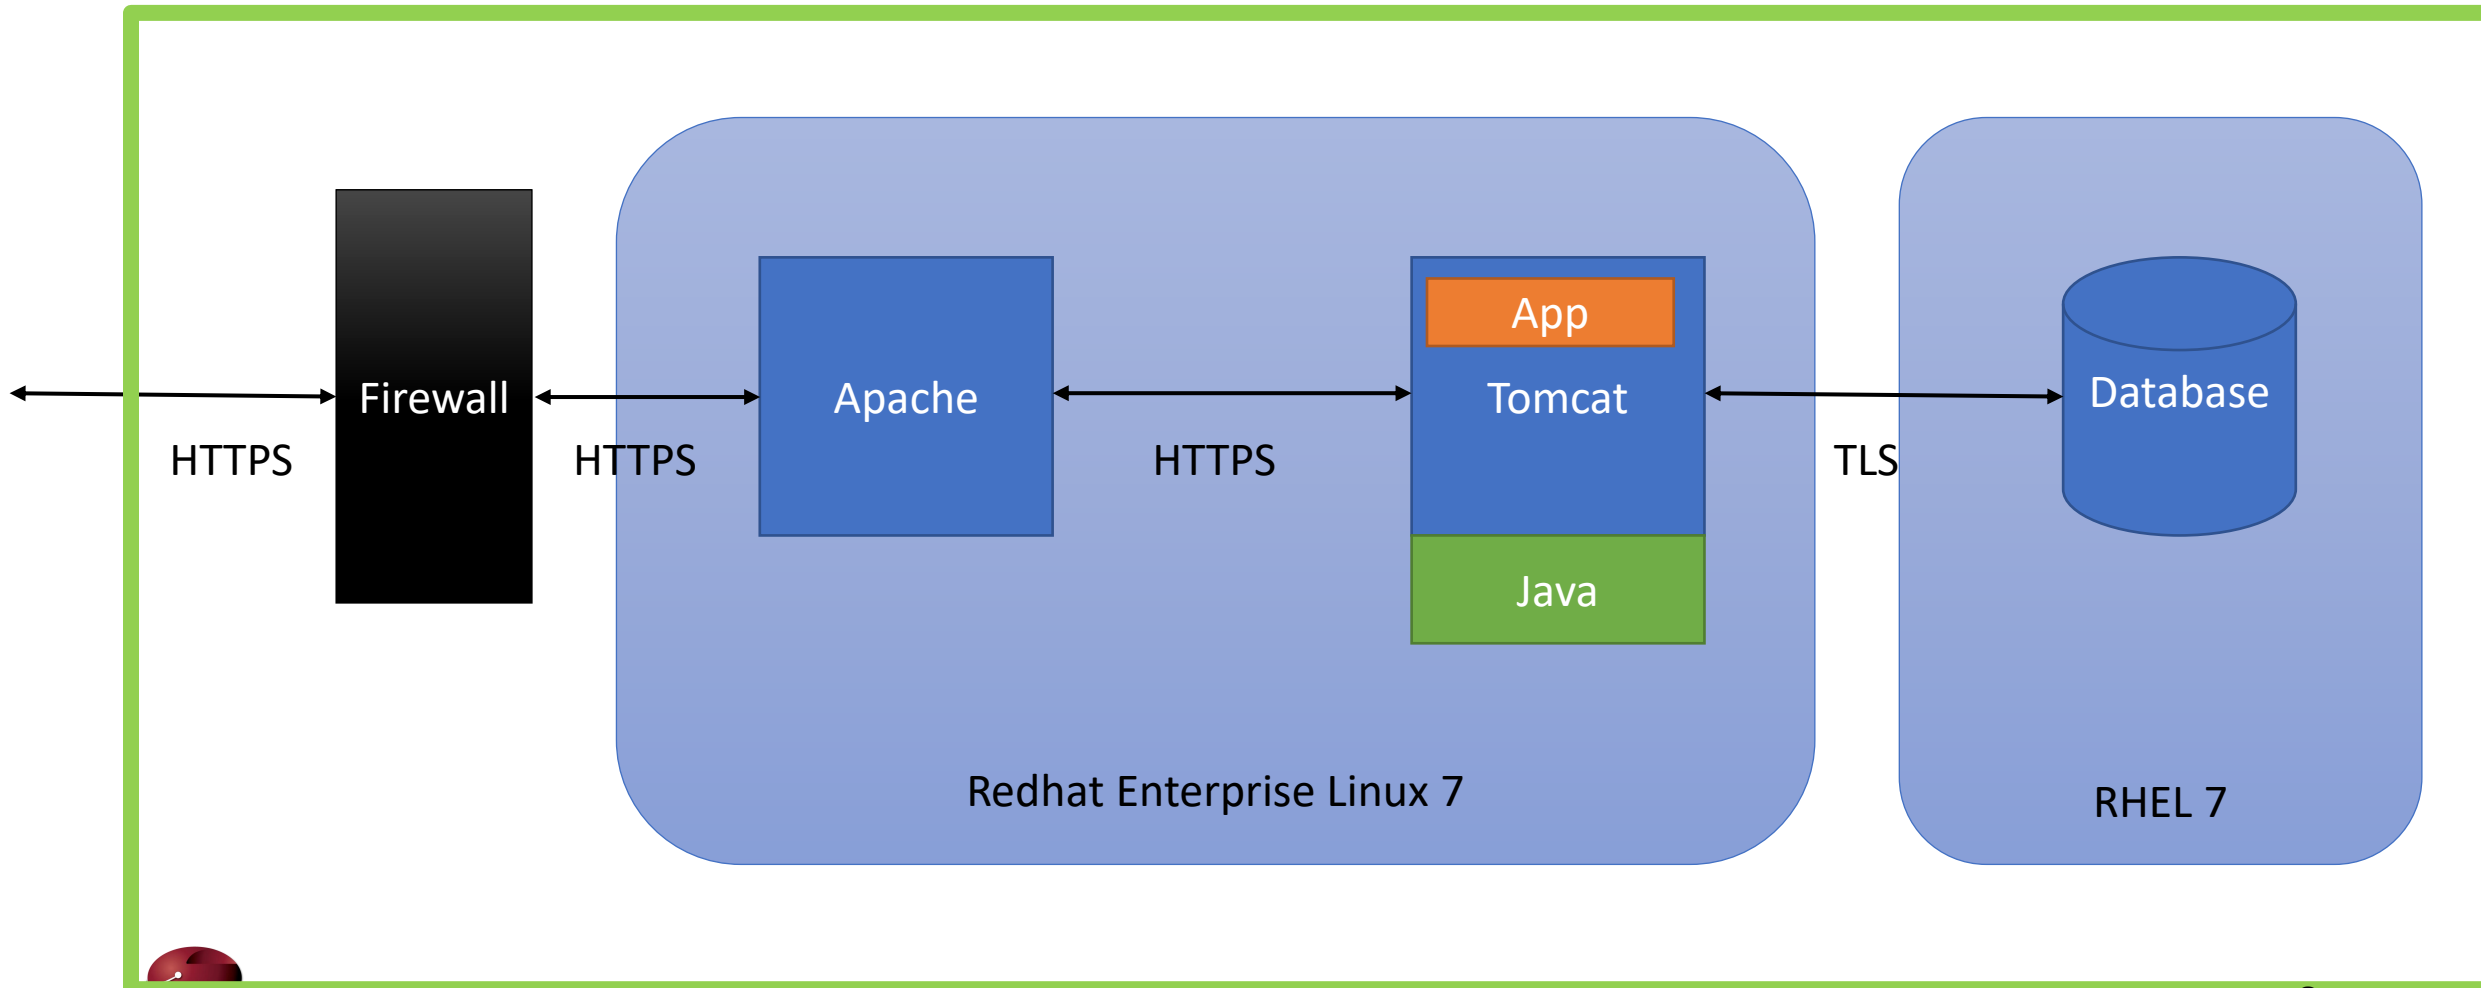 App
Firewall
Apache
Tomcat
Database
HTTPS
HTTPS
HTTPS
TLS
Java
Redhat Enterprise Linux 7
RHEL 7